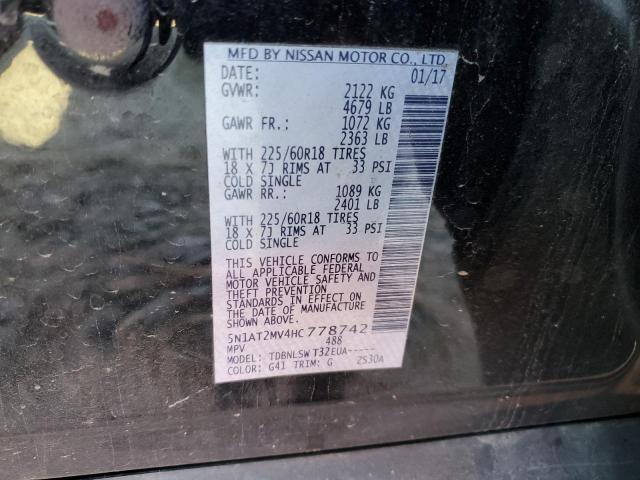 MFD BY NISSAN MOTOR CO., LTD.
DATE: 01/17
GVWR: 2122 KG
4679 LB
GAWR FR.: 1072 KG
2363 LB
WITH 225/60R18 TIRES
18 X 7J RIMS AT 33 PSI
COLD SINGLE
GAWR RR.: 1089 KG
2401 LB
WITH 225/60R18 TIRES
18 X 7J RIMS AT 33 PSI
COLD SINGLE
THIS VEHICLE CONFORMS TO
ALL APPLICABLE FEDERAL
MOTOR VEHICLE SAFETY AND
THEFT PREVENTION
STANDARDS IN EFFECT ON
THE DATE OF MANUFACTURE
SHOWN ABOVE
5N1AT2MV4HC778742
MPV 488
MODEL: TDBNLSW T32EUA-----
COLOR: G41 TRIM: G 2S30A